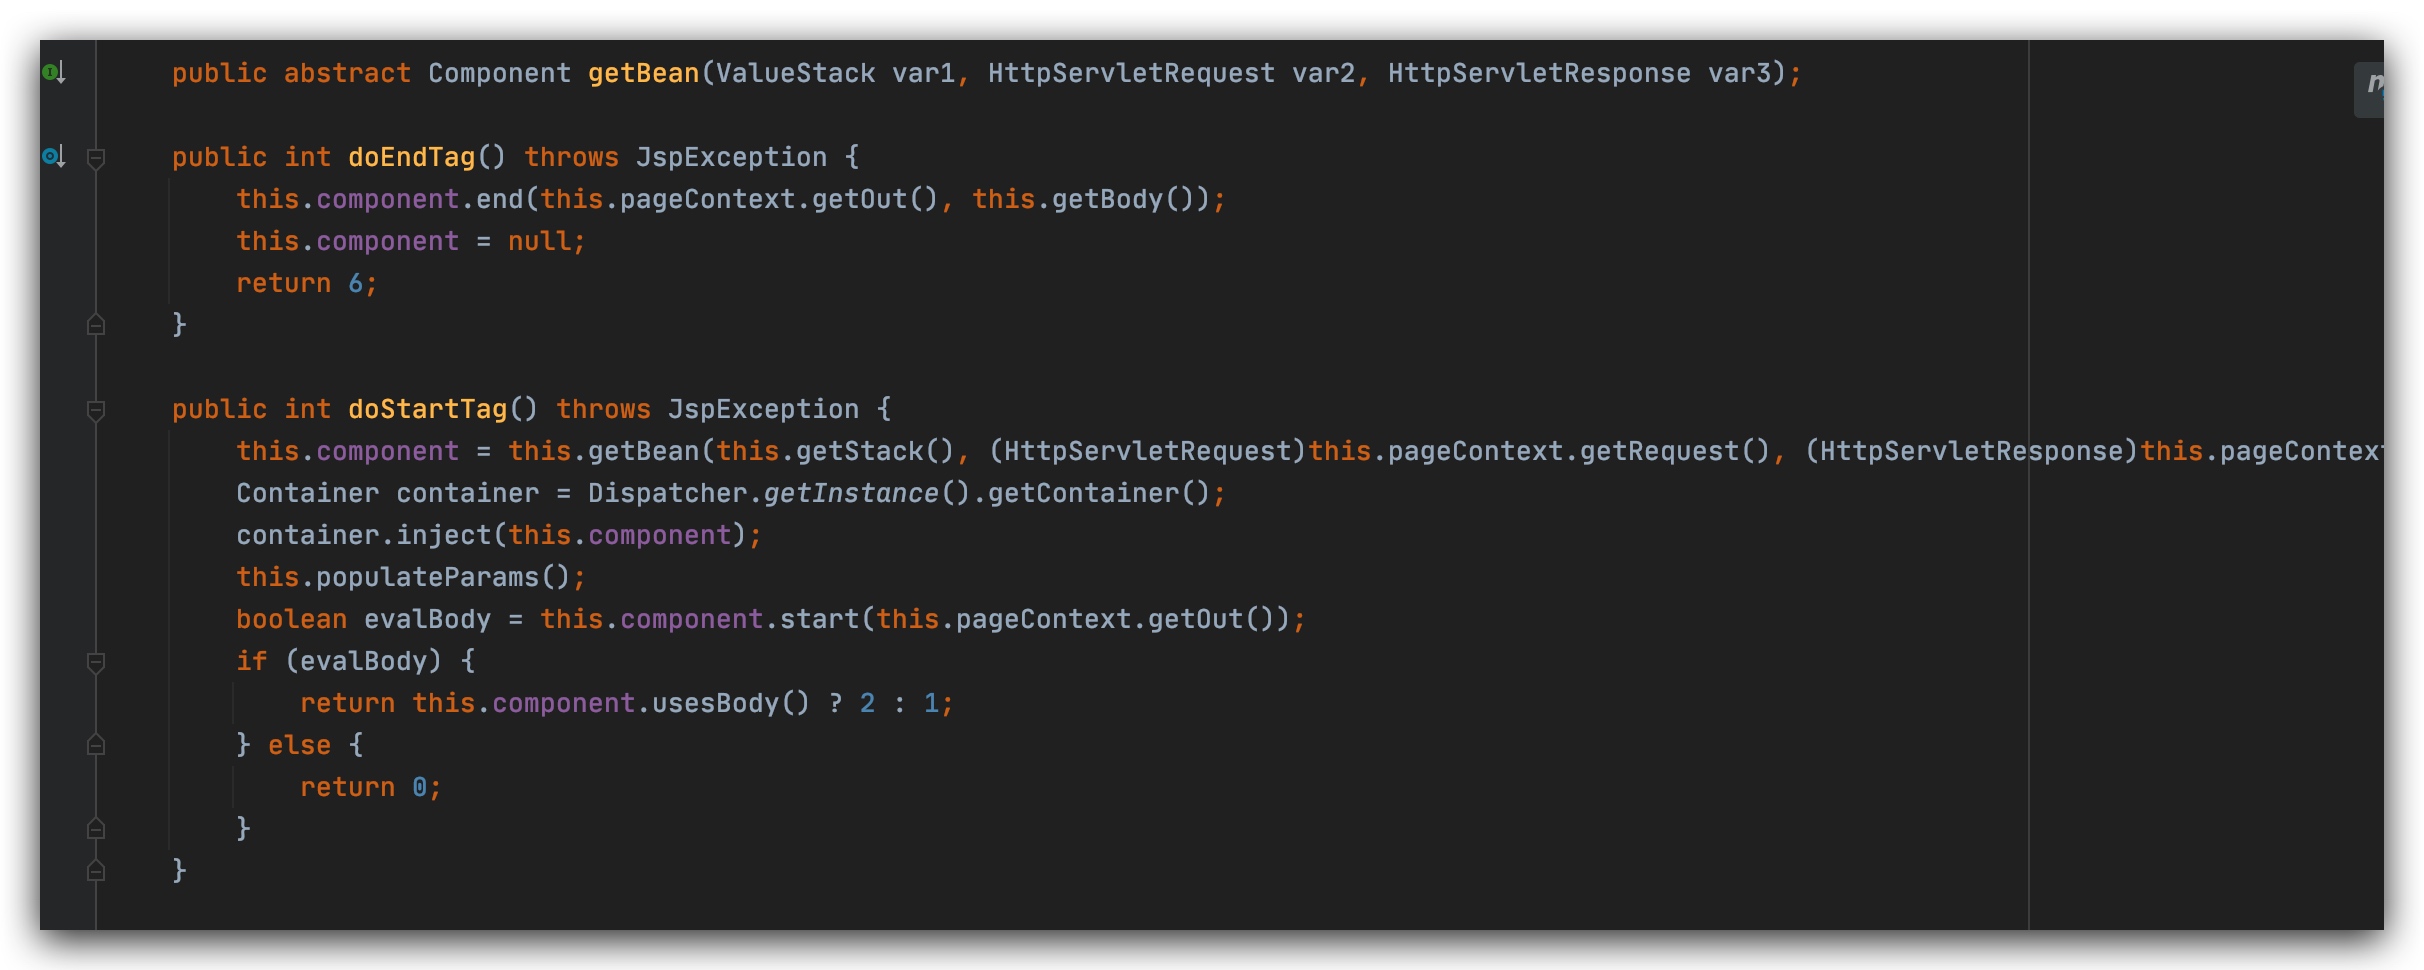 public abstract Component getBean(ValueStack var1, HttpServletRequest var2, HttpServletResponse var3);
public int doEndTag() throws JspException {
this.component.end(this.pageContext.getOut(), this.getBody());
this.component = null;
return 6;
}
public int doStartTag() throws JspException {
this.component = this.getBean(this.getStack(), (HttpServletRequest)this.pageContext.getRequest(), (HttpServletResponse)this.pageContext
Container container = Dispatcher.getInstance().getContainer();
container.inject(this.component);
this.populateParams();
boolean evalBody = this.component.start(this.pageContext.getOut());
if (evalBody) {
return this.component.usesBody() ? 2 : 1;
} else {
return 0;
}
}